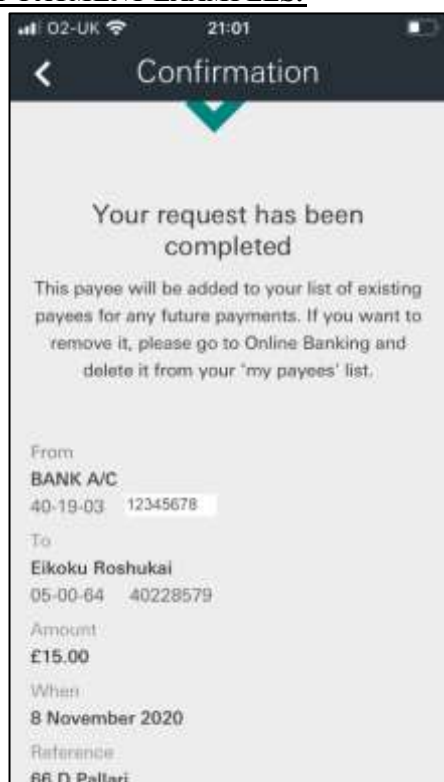 PAYMENT EXAMPLES:
O2-UK 21:01
Confirmation
Your request has been
completed
This payee will be added to your list of existing
payees for any future payments. If you want to
remove it, please go to Online Banking and
delete it from your 'my payees' list.
From
BANK A/C
40-19-03 12345678
To
Eikoku Roshukai
05-00-64 40228579
Amount
£15.00
When
8 November 2020
Reference
66 D Pallari